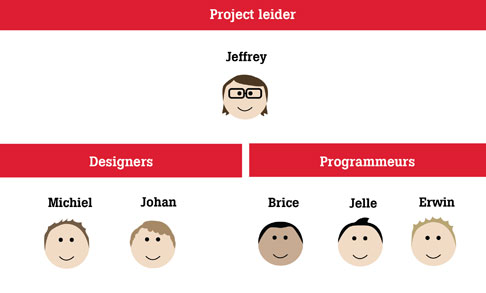 Project leider
Jeffrey
Designers
Programmeurs
Michiel
Johan
Brice
Jelle
Erwin